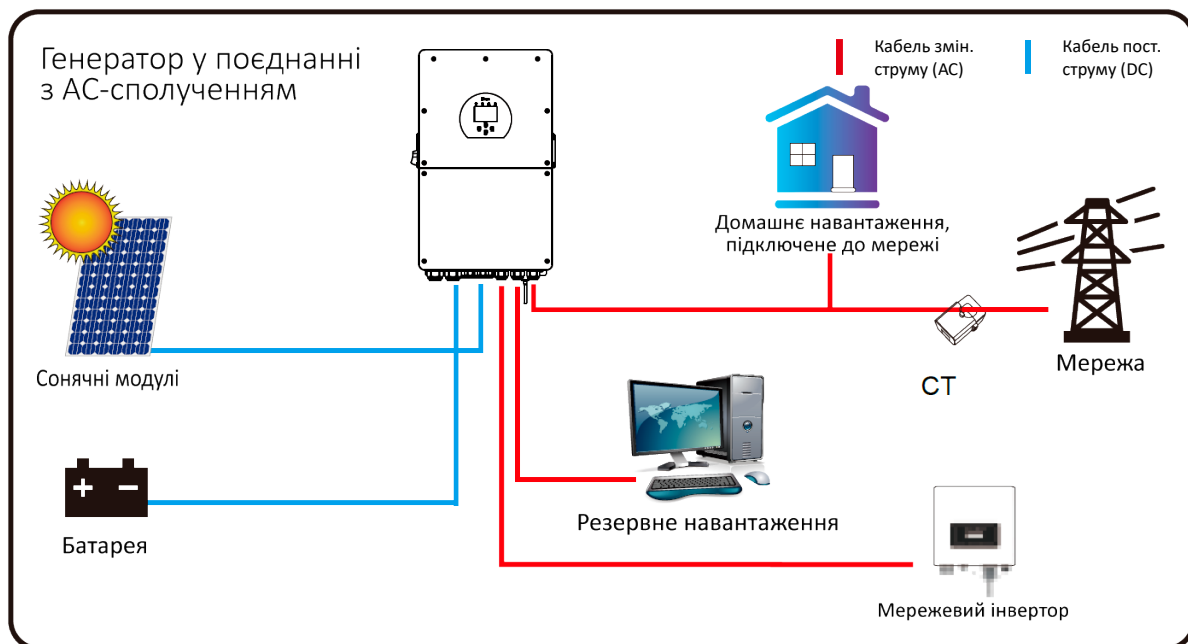 Генератор у поєднанні
з АС-сполученням
Кабель змін.
струму (AC)
Кабель пост.
струму (DC)
Домашнє навантаження,
підключене до мережі
Сонячні модулі
Мережа
CT
Батарея
Резервне навантаження
Мережевий інвертор